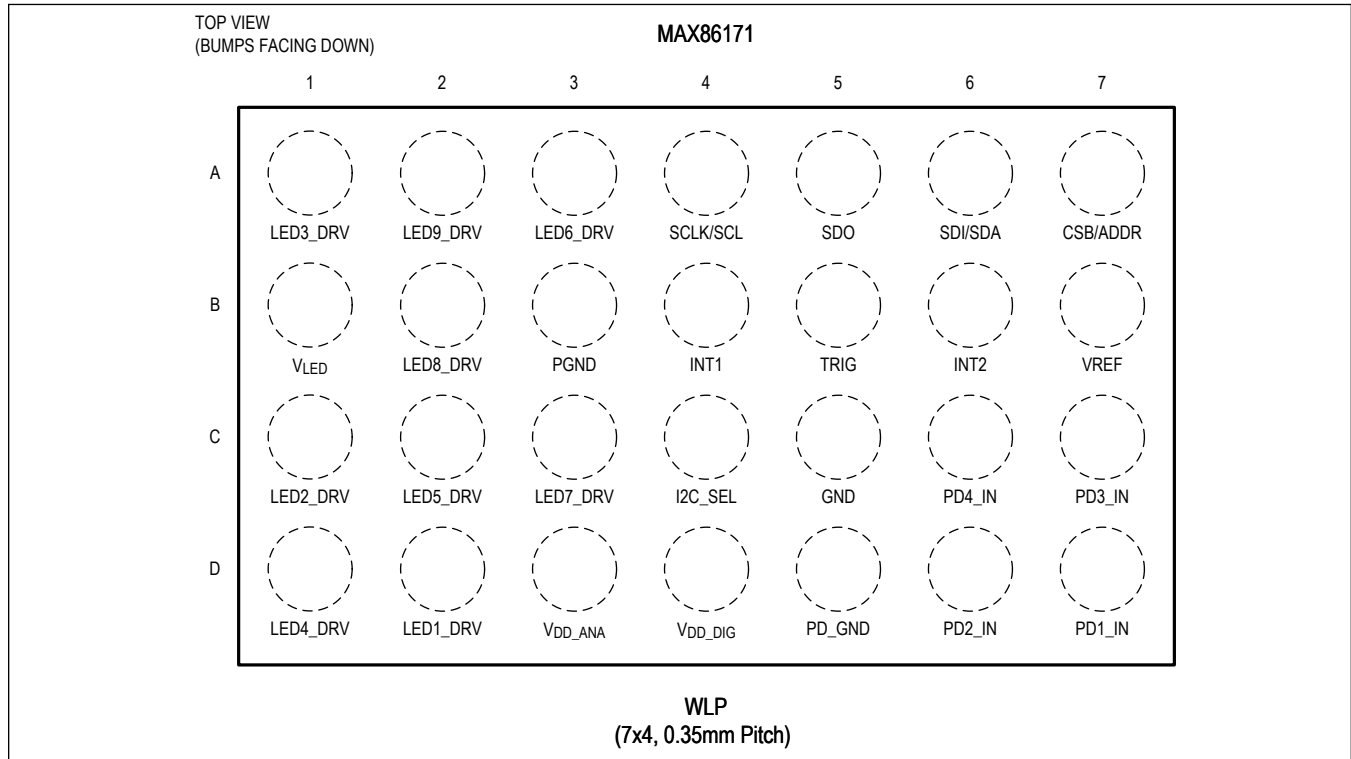 TOP VIEW
(BUMPS FACING DOWN)
MAX86171
1 2 3 4 5 6 7
A
LED3_DRV LED9_DRV LED6_DRV SCLK/SCL SDO SDI/SDA CSB/ADDR
B
VLED LED8_DRV PGND INT1 TRIG INT2 VREF
C
LED2_DRV LED5_DRV LED7_DRV I2C_SEL GND PD4_IN PD3_IN
D
LED4_DRV LED1_DRV VDD_ANA VDD_DIG PD_GND PD2_IN PD1_IN
WLP
(7x4, 0.35mm Pitch)